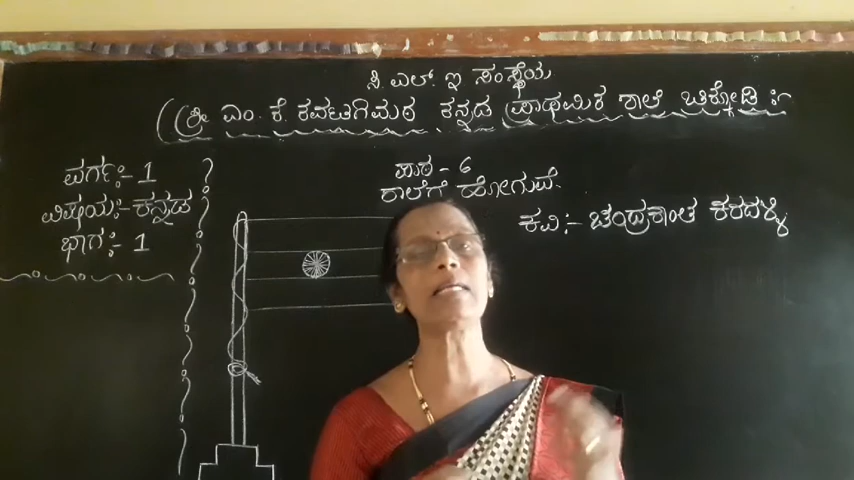 ಸಿ. ಎಲ್. ಇ ಸಂಸ್ಥೆಯ
(ಶ್ರೀ ಎಂ. ಕೆ. ಕವಟಗಿಮಠ ಕನ್ನಡ ಪ್ರಾಥಮಿಕ ಶಾಲೆ ಚಿಕ್ಕೋಡಿ :-
ವರ್ಗ:- 1
ವಿಷಯ:- ಕನ್ನಡ
ಭಾಗ:- 1
ಪಾಠ - 6
ಶಾಲೆಗೆ ಹೋಗುವೆ
ಕವಿ:- ಚಂದ್ರಕಾಂತ ಕರದಳ್ಳಿ